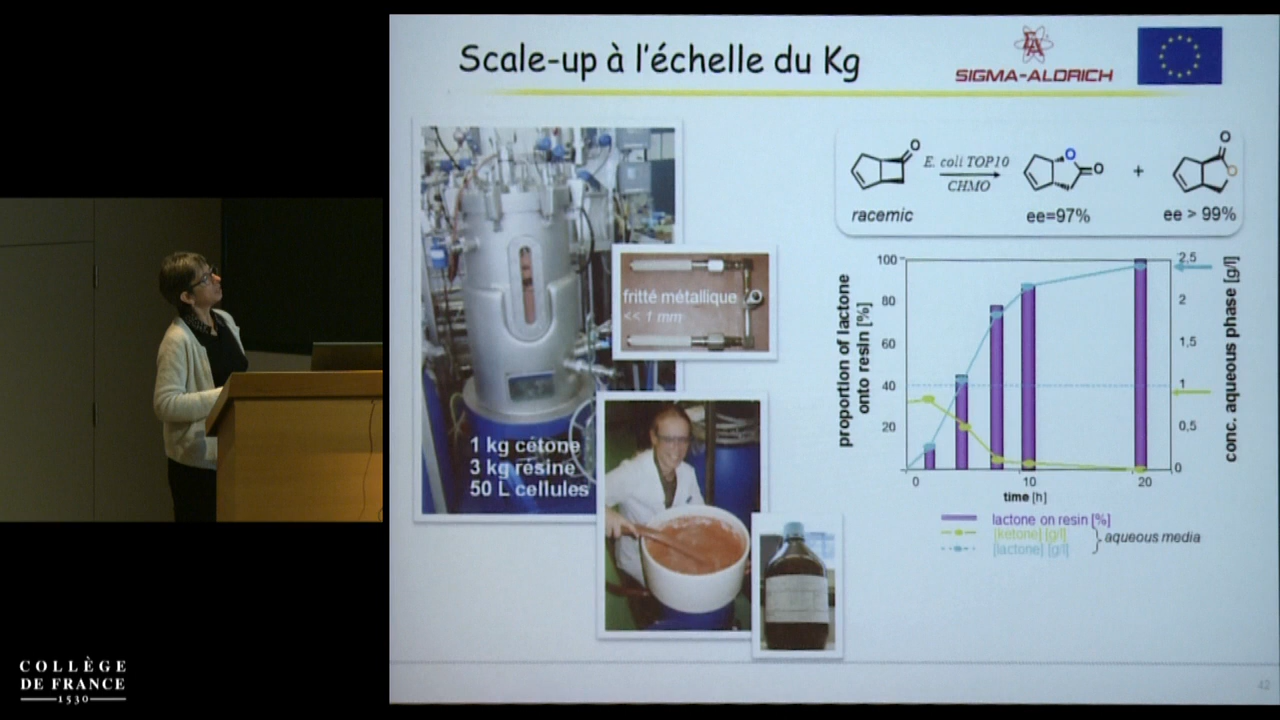 Scale-up à l'échelle du Kg
SIGMA-ALDRICH
fritté métallique
<< 1 mm
1 kg cétone
3 kg résine
50 L cellules
O
E. coli TOP10
CHMO
racemic
O
O
ee=97%
+
O
O
ee > 99%
proportion of lactone
onto resin [%]
100
80
60
40
20
2,5
2
1,5
1
0,5
0
conc. aqueous phase [g/l]
0
10
20
time [h]
lactone on resin [%]
[ketone] [g/l]
[lactone] [g/l]
aqueous media
42
COLLÈGE
DE FRANCE
1530